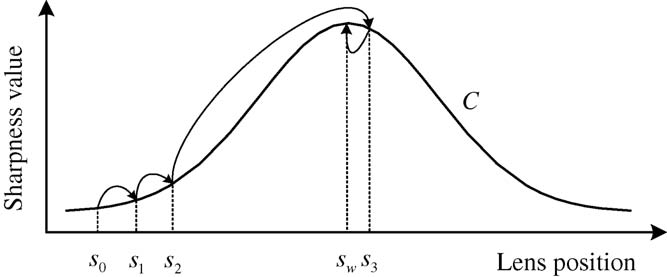 Sharpness value
C
s0 s1 s2 sw s3
Lens position